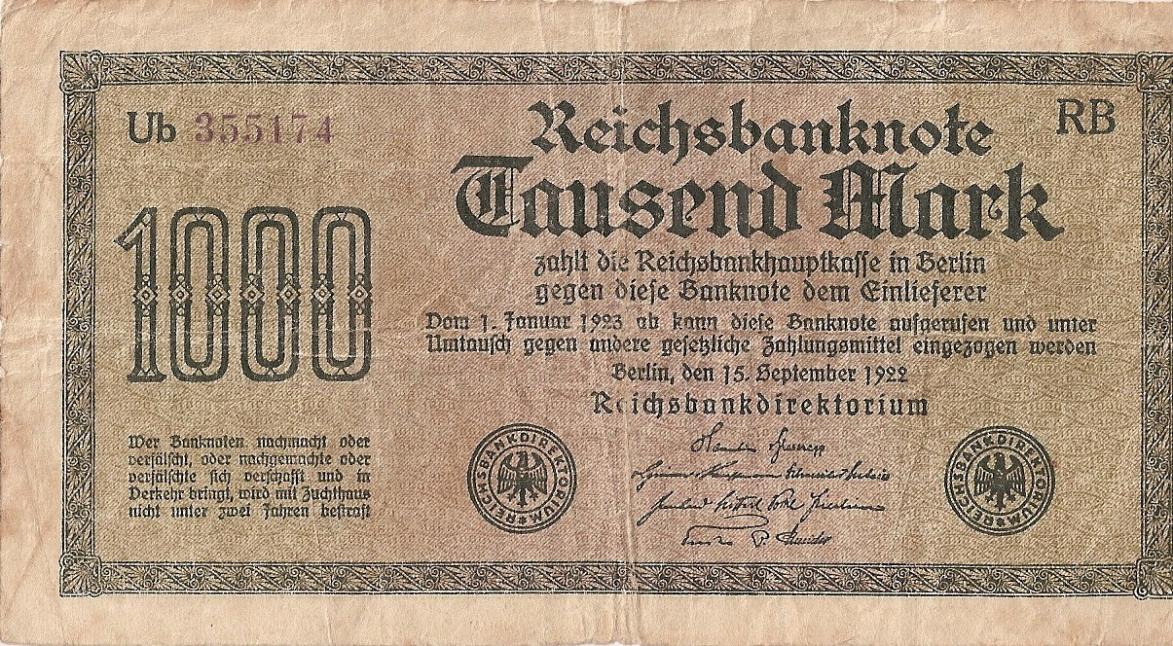 Ub 355174
RB
Reichsbanknote
Tausend Mark
1000
zahlt die Reichsbankhauptkasse in Berlin
gegen diese Banknote dem Einlieferer
Vom 1. Januar 1923 ab kann diese Banknote aufgerufen und unter
Umtausch gegen andere gesetzliche Zahlungsmittel eingezogen werden
Berlin, den 15. September 1922
Reichsbankdirektorium
Wer Banknoten nachmacht oder
verfälscht, oder nachgemachte oder
verfälschte sich verschafft und in
Verkehr bringt, wird mit Zuchthaus
nicht unter zwei Jahren bestraft
REICHSBANKDIREKTORIUM
REICHSBANKDIREKTORIUM